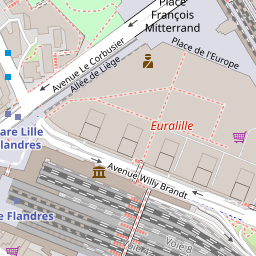 Place
François
Mitterrand
Place de l'Europe
Avenue Le Corbusier
Allée de Liège
Euralille
are Lille
landres
Avenue Willy Brandt
e Flandres
Voie 8